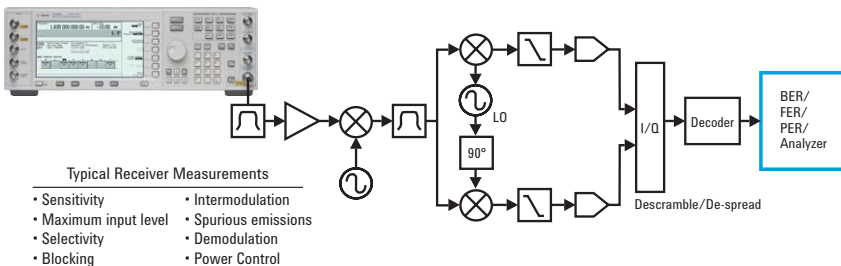 LO
90°
I/Q
Decoder
BER/
FER/
PER/
Analyzer
Descramble/De-spread
Typical Receiver Measurements
• Sensitivity
• Maximum input level
• Selectivity
• Blocking
• Intermodulation
• Spurious emissions
• Demodulation
• Power Control